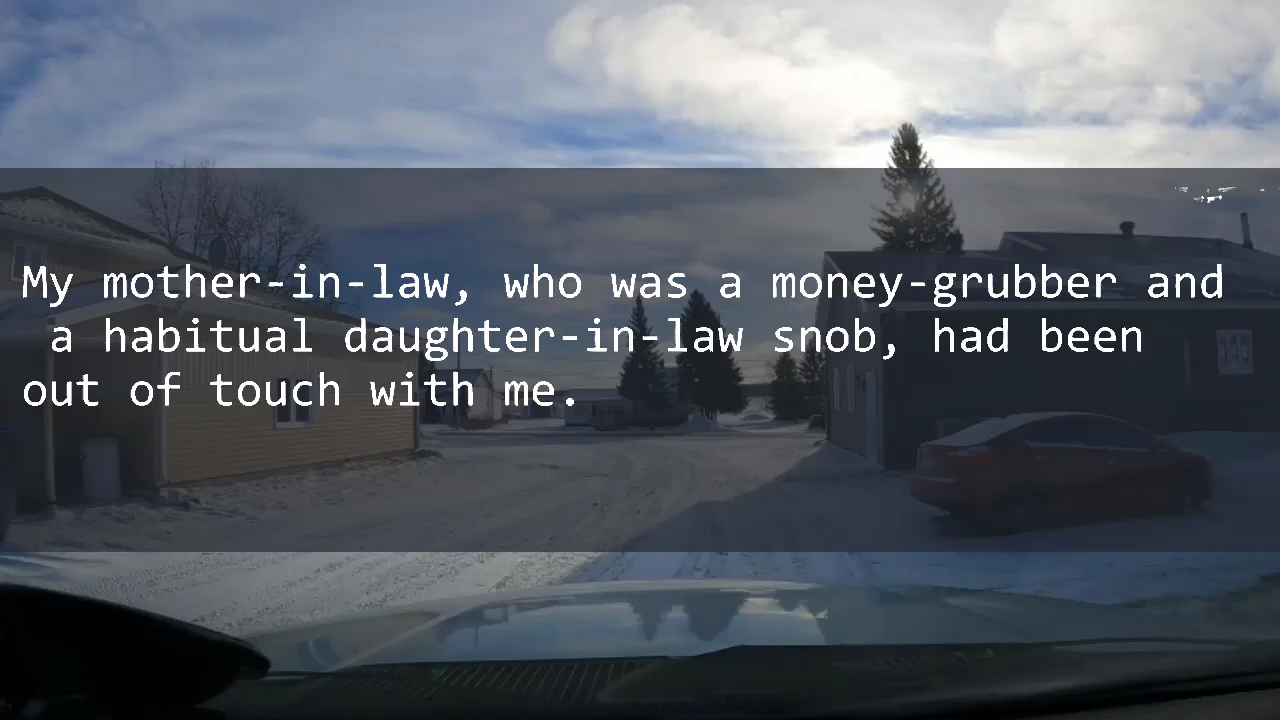 My mother-in-law, who was a money-grubber and
a habitual daughter-in-law snob, had been
out of touch with me.